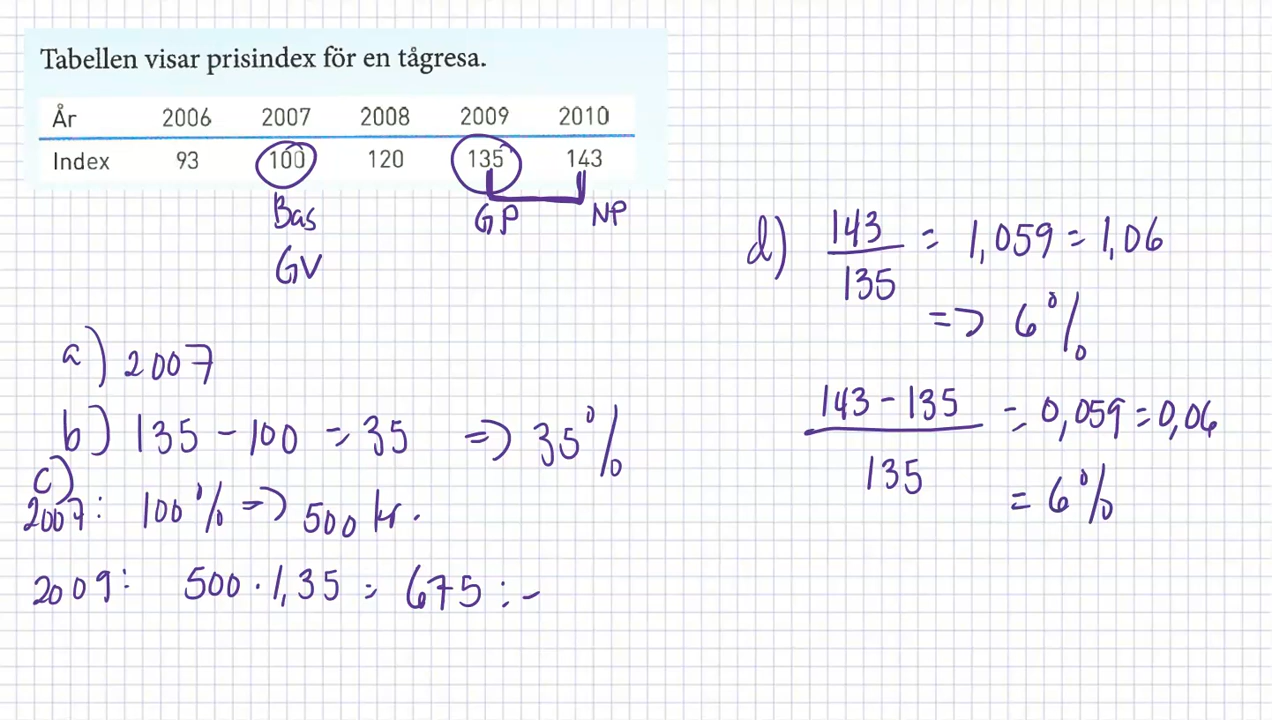 Tabellen visar prisindex för en tågresa.
År 2006 2007 2008 2009 2010
Index 93 100 120 135 143
Bas GP NP
GV
a) 2007
b) 135 - 100 = 35 => 35%
c)
2007: 100% => 500 kr.
2009: 500 · 1,35 = 675 :-
d) 143/135 = 1,059 = 1,06
=> 6%
143 - 135 / 135 = 0,059 = 0,06
= 6%